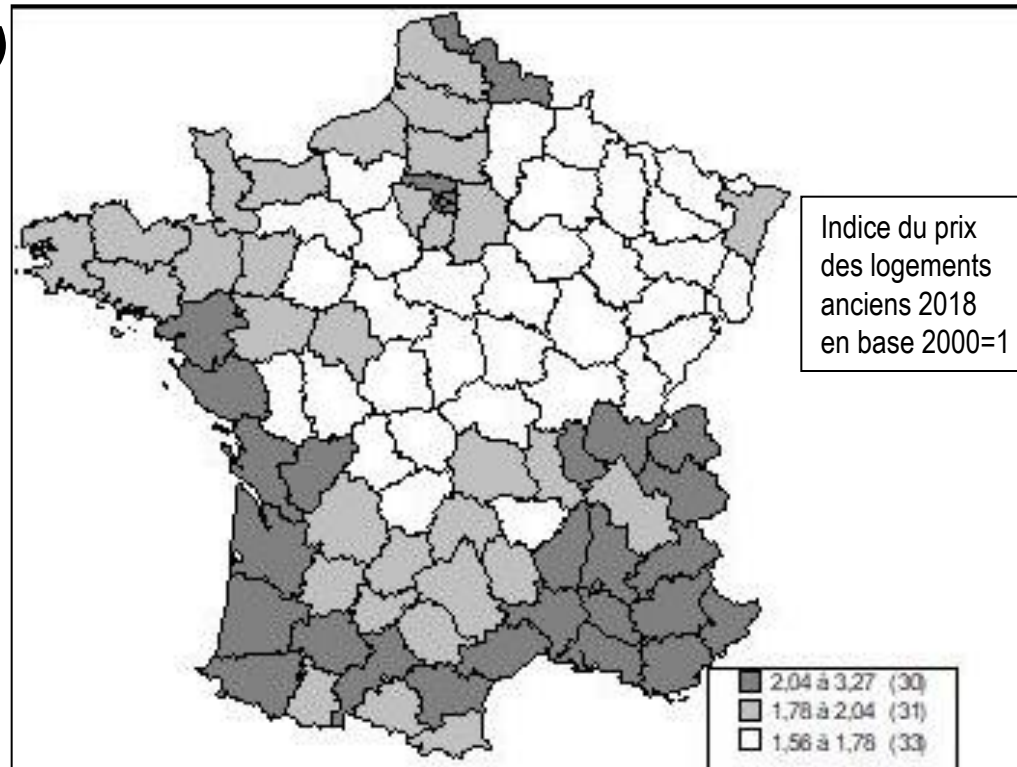 )
Indice du prix
des logements
anciens 2018
en base 2000=1
2,04 à 3,27 (30)
1,78 à 2,04 (31)
1,56 à 1,78 (33)